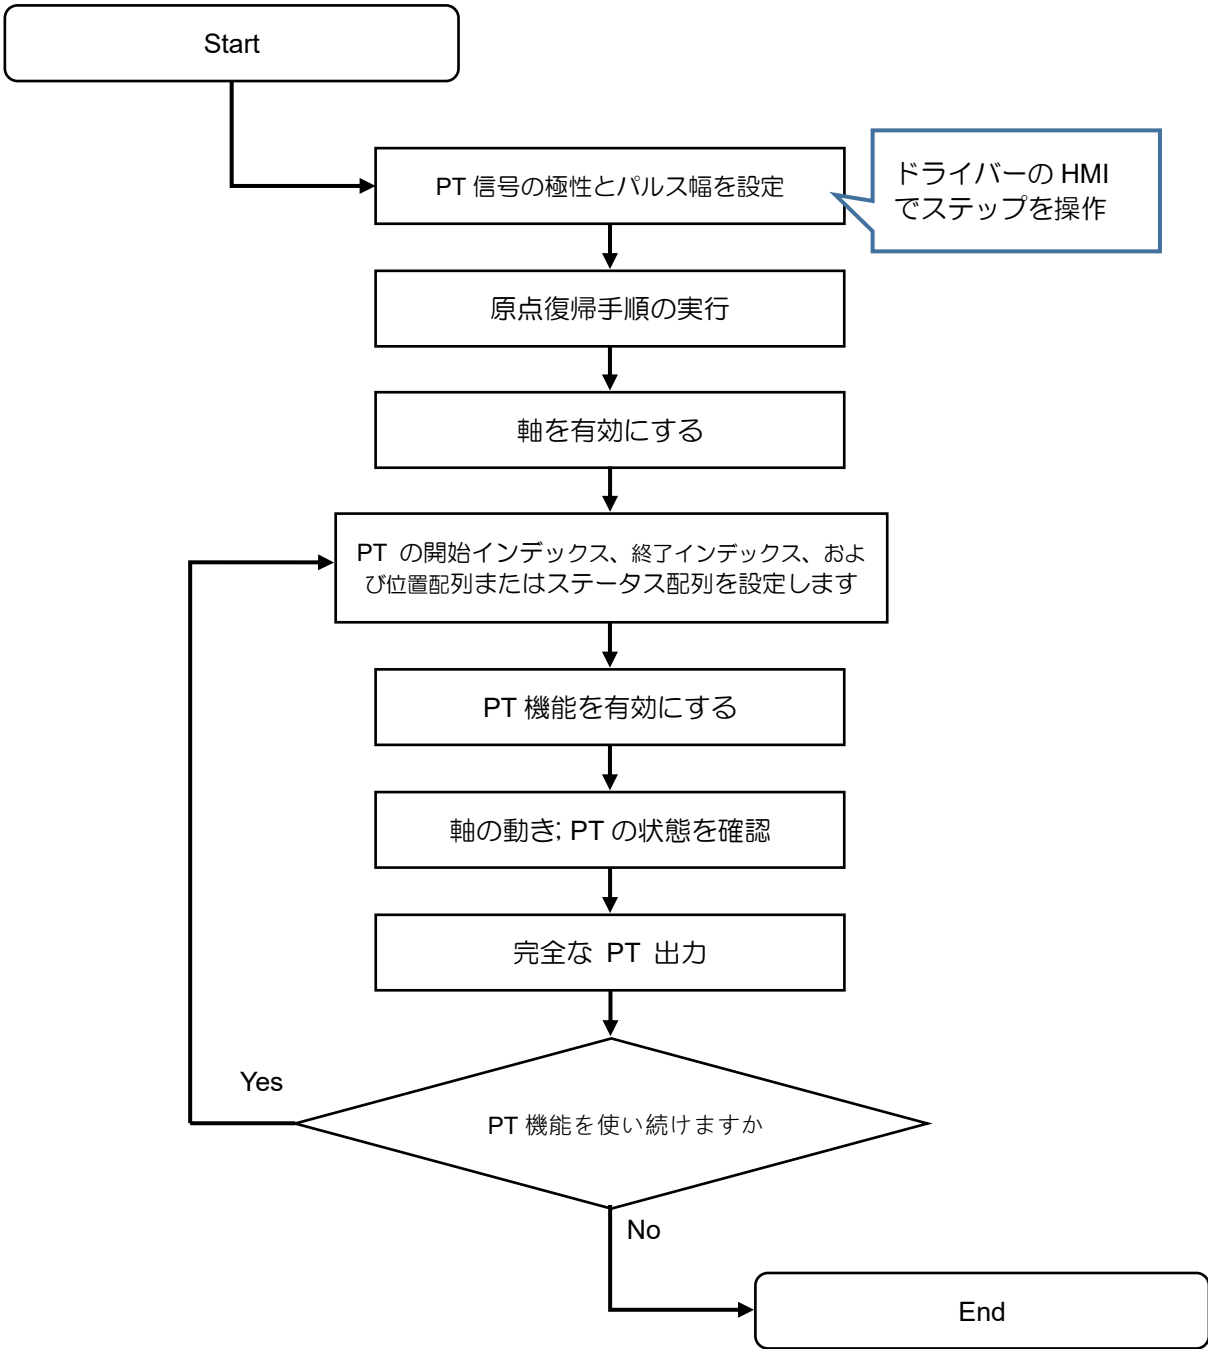 Start
PT 信号の極性とパルス幅を設定
ドライバーの HMI
でステップを操作
原点復帰手順の実行
軸を有効にする
PT の開始インデックス、終了インデックス、およ
び位置配列またはステータス配列を設定します
PT 機能を有効にする
軸の動き; PT の状態を確認
完全な PT 出力
Yes
PT 機能を使い続けますか
No
End